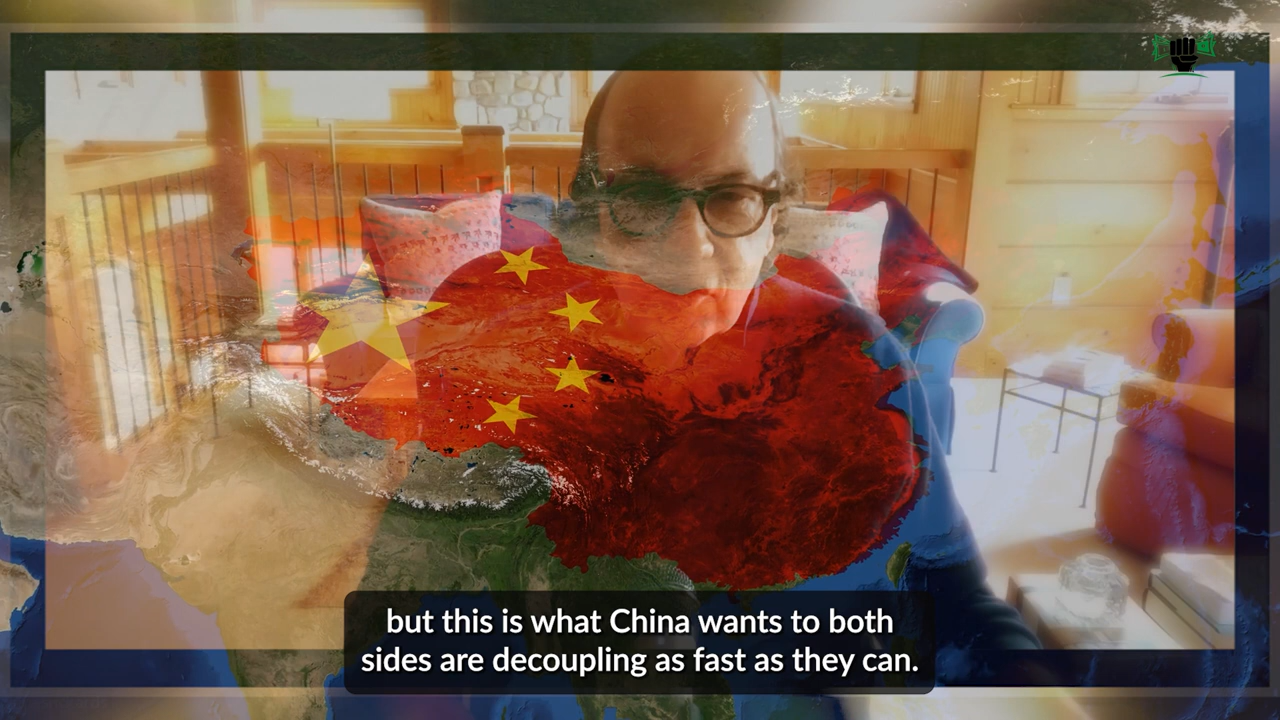 but this is what China wants to both
sides are decoupling as fast as they can.